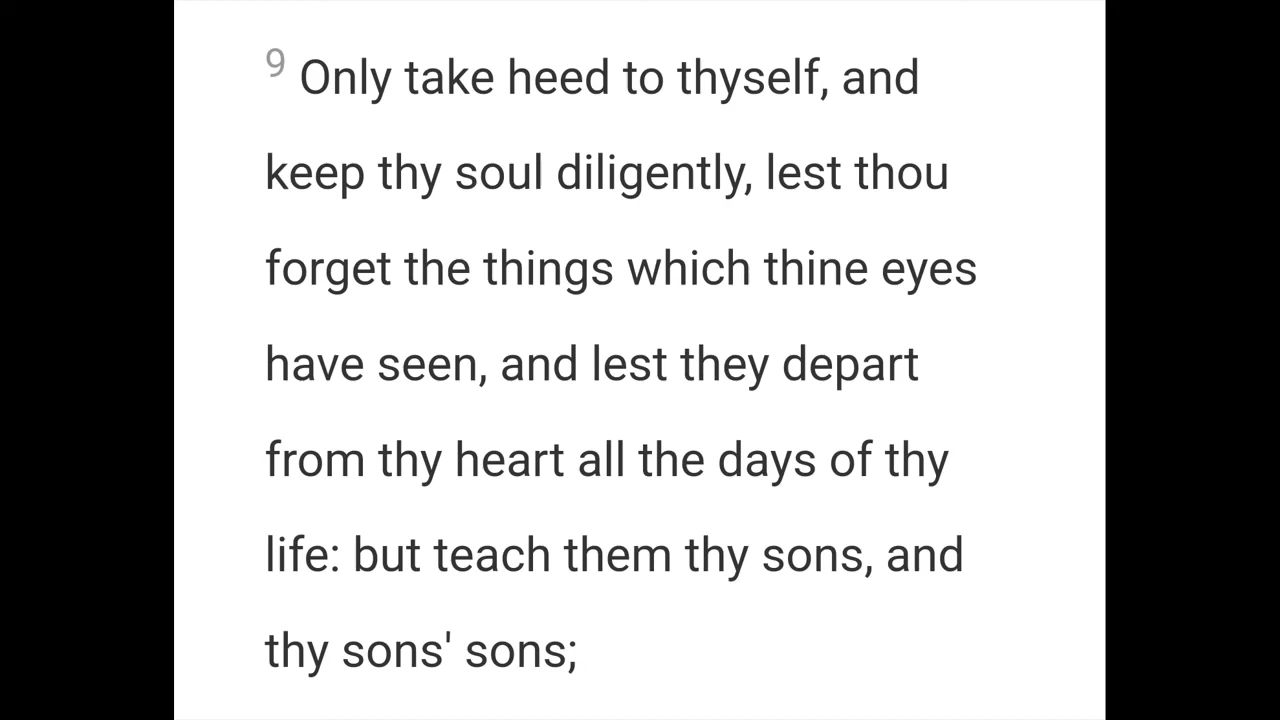 9 Only take heed to thyself, and
keep thy soul diligently, lest thou
forget the things which thine eyes
have seen, and lest they depart
from thy heart all the days of thy
life: but teach them thy sons, and
thy sons' sons;